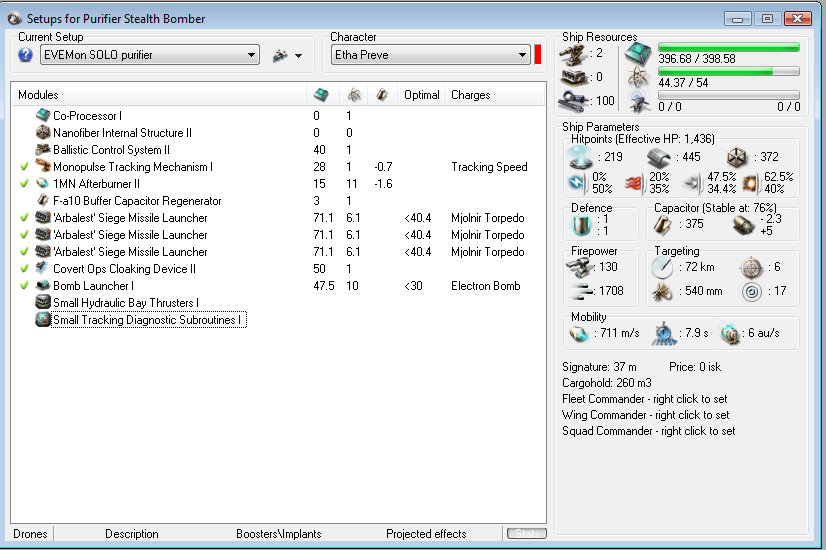 Setups for Purifier Stealth Bomber
Current Setup
EVEMon SOLO purifier
Character
Etha Preve
Modules Optimal Charges
Co-Processor I 0 1
Nanofiber Internal Structure II 0 0
Ballistic Control System II 40 1
Monopulse Tracking Mechanism I 28 1 -0.7 Tracking Speed
1MN Afterburner II 15 11 -1.6
F-a10 Buffer Capacitor Regenerator 3 1
'Arbalest' Siege Missile Launcher 71.1 6.1 <40.4 Mjolnir Torpedo
'Arbalest' Siege Missile Launcher 71.1 6.1 <40.4 Mjolnir Torpedo
'Arbalest' Siege Missile Launcher 71.1 6.1 <40.4 Mjolnir Torpedo
Covert Ops Cloaking Device II 50 1
Bomb Launcher I 47.5 10 <30 Electron Bomb
Small Hydraulic Bay Thrusters I
Small Tracking Diagnostic Subroutines I
Drones Description Boosters\Implants Projected effects Stats
Ship Resources
: 2
396.68 / 398.58
: 0
44.37 / 54
: 100
0 / 0 0 / 0
Ship Parameters
Hitpoints (Effective HP: 1,436)
: 219 : 445 : 372
0% 20% 47.5% 62.5%
50% 35% 34.4% 40%
Defence
: 1
: 1
Capacitor (Stable at: 76%)
: 375 -2.3
+5
Firepower
: 130
: 1708
Targeting
: 72 km : 6
: 540 mm : 17
Mobility
: 711 m/s : 7.9 s : 6 au/s
Signature: 37 m Price: 0 isk
Cargohold: 260 m3
Fleet Commander - right click to set
Wing Commander - right click to set
Squad Commander - right click to set